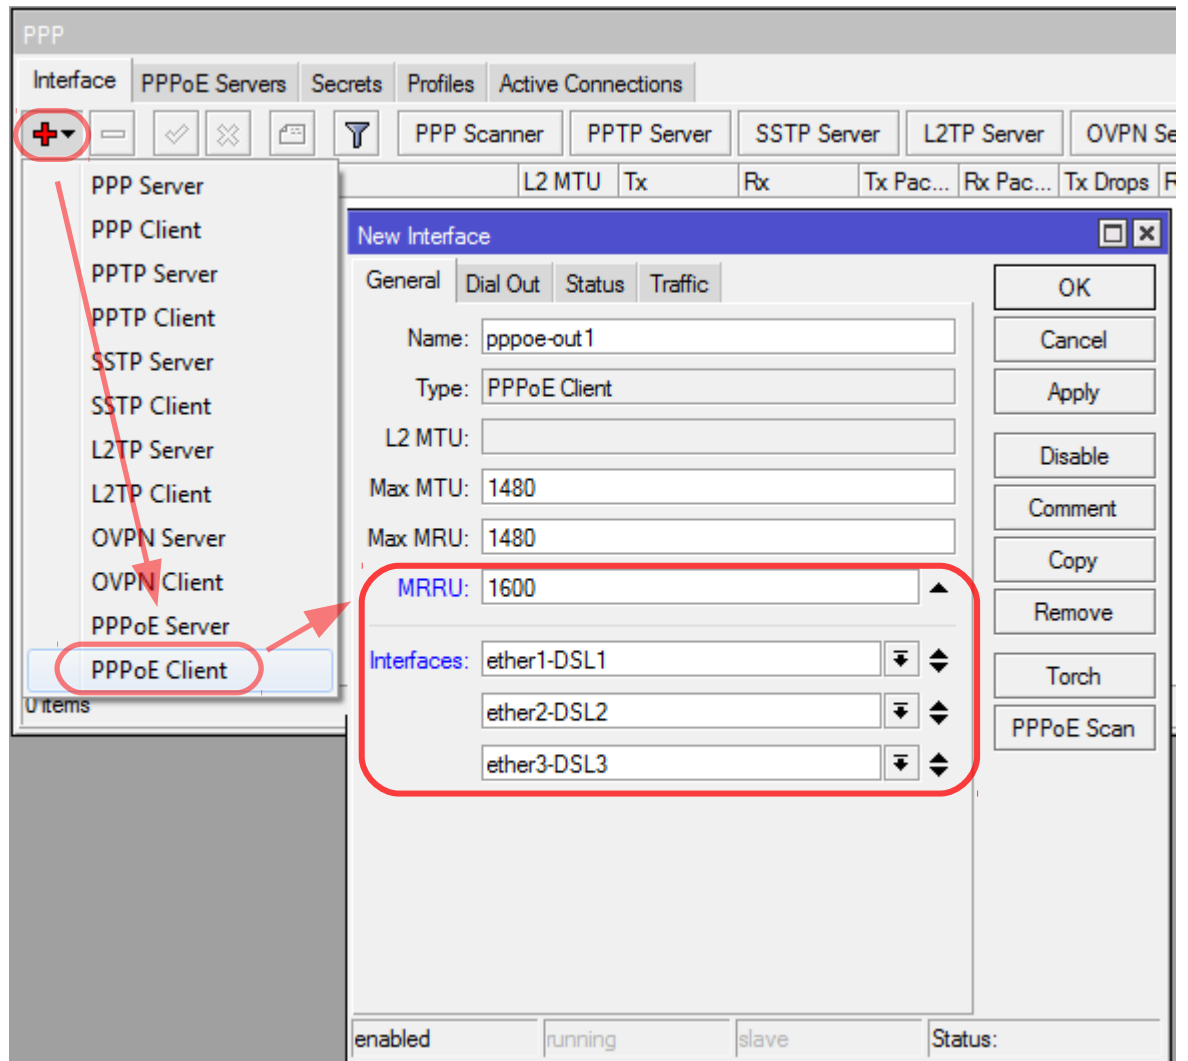 PPP
Interface PPPoE Servers Secrets Profiles Active Connections
PPP Scanner PPTP Server SSTP Server L2TP Server OVPN Se
L2 MTU Tx Rx Tx Pac... Rx Pac... Tx Drops R
PPP Server
PPP Client
PPTP Server
PPTP Client
SSTP Server
SSTP Client
L2TP Server
L2TP Client
OVPN Server
OVPN Client
PPPoE Server
PPPoE Client
0 items
New Interface
General Dial Out Status Traffic
Name: pppoe-out1
Type: PPPoE Client
L2 MTU:
Max MTU: 1480
Max MRU: 1480
MRRU: 1600
Interfaces: ether1-DSL1
ether2-DSL2
ether3-DSL3
OK
Cancel
Apply
Disable
Comment
Copy
Remove
Torch
PPPoE Scan
enabled running slave Status: